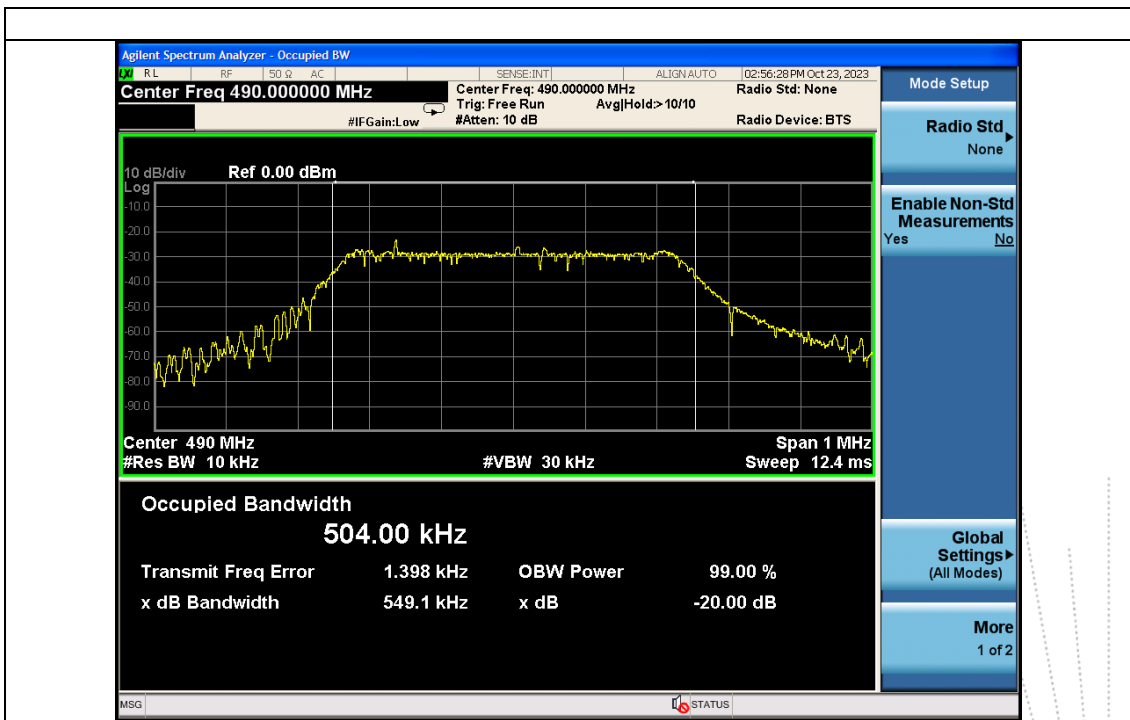 Agilent Spectrum Analyzer - Occupied BW
LXI RL RF 50 Ω AC SENSE:INT ALIGN AUTO 02:56:28 PM Oct 23, 2023
Center Freq 490.000000 MHz
Center Freq: 490.000000 MHz Radio Std: None
Trig: Free Run Avg|Hold:>10/10
#IFGain:Low #Atten: 10 dB Radio Device: BTS
10 dB/div Ref 0.00 dBm
Log
-10.0
-20.0
-30.0
-40.0
-50.0
-60.0
-70.0
-80.0
-90.0
Center 490 MHz Span 1 MHz
#Res BW 10 kHz #VBW 30 kHz Sweep 12.4 ms
Occupied Bandwidth
504.00 kHz
Transmit Freq Error 1.398 kHz OBW Power 99.00 %
x dB Bandwidth 549.1 kHz x dB -20.00 dB
MSG STATUS
Mode Setup
Radio Std
None
Enable Non-Std
Measurements
Yes No
Global
Settings
(All Modes)
More
1 of 2